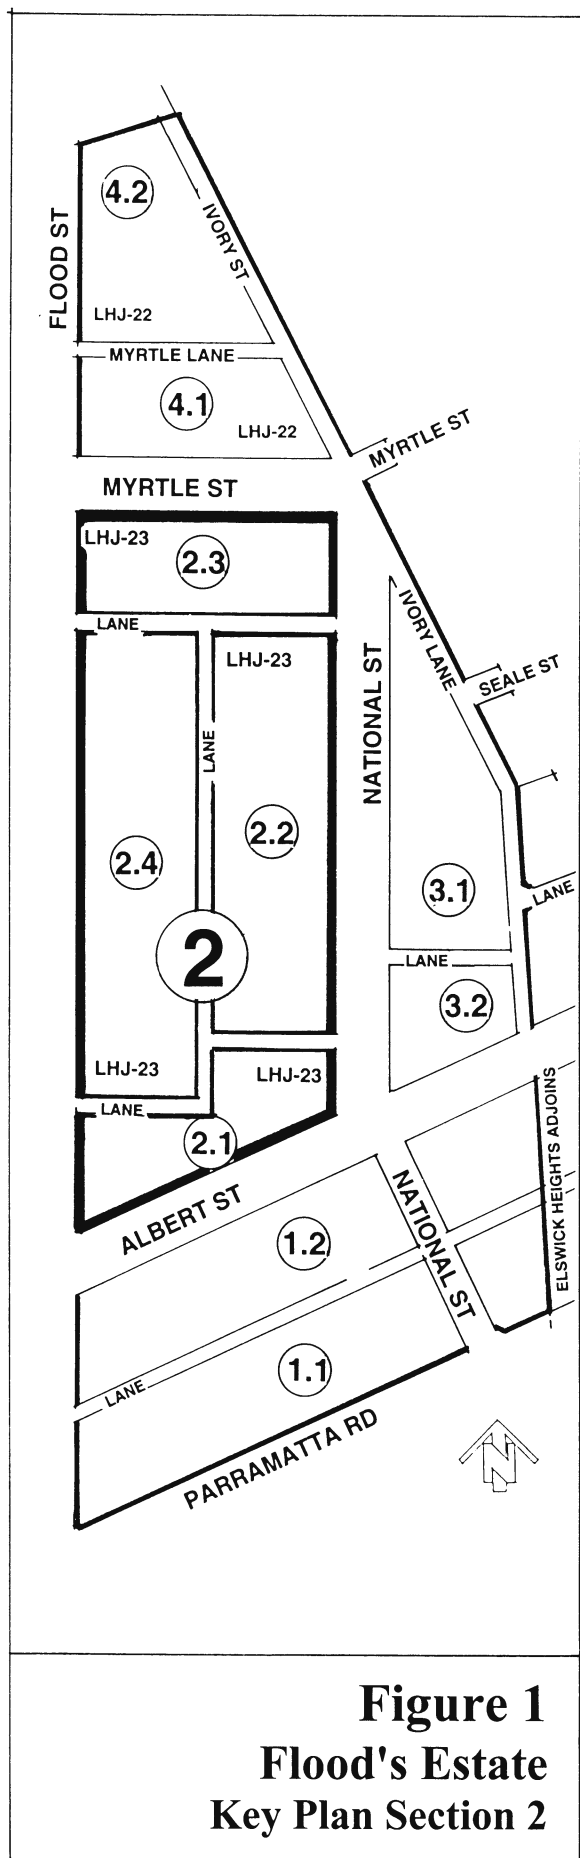 4.2
FLOOD ST
IVORY ST
LHJ-22
MYRTLE LANE
4.1
LHJ-22
MYRTLE ST
MYRTLE ST
LHJ-23
2.3
LANE
IVORY LANE
LHJ-23
NATIONAL ST
SEALE ST
LANE
2.2
2.4
3.1
LANE
2
LANE
3.2
LHJ-23
LHJ-23
LANE
2.1
ELSWICK HEIGHTS ADJOINS
ALBERT ST
NATIONAL ST
1.2
1.1
LANE
PARRAMATTA RD
N
Figure 1
Flood's Estate
Key Plan Section 2